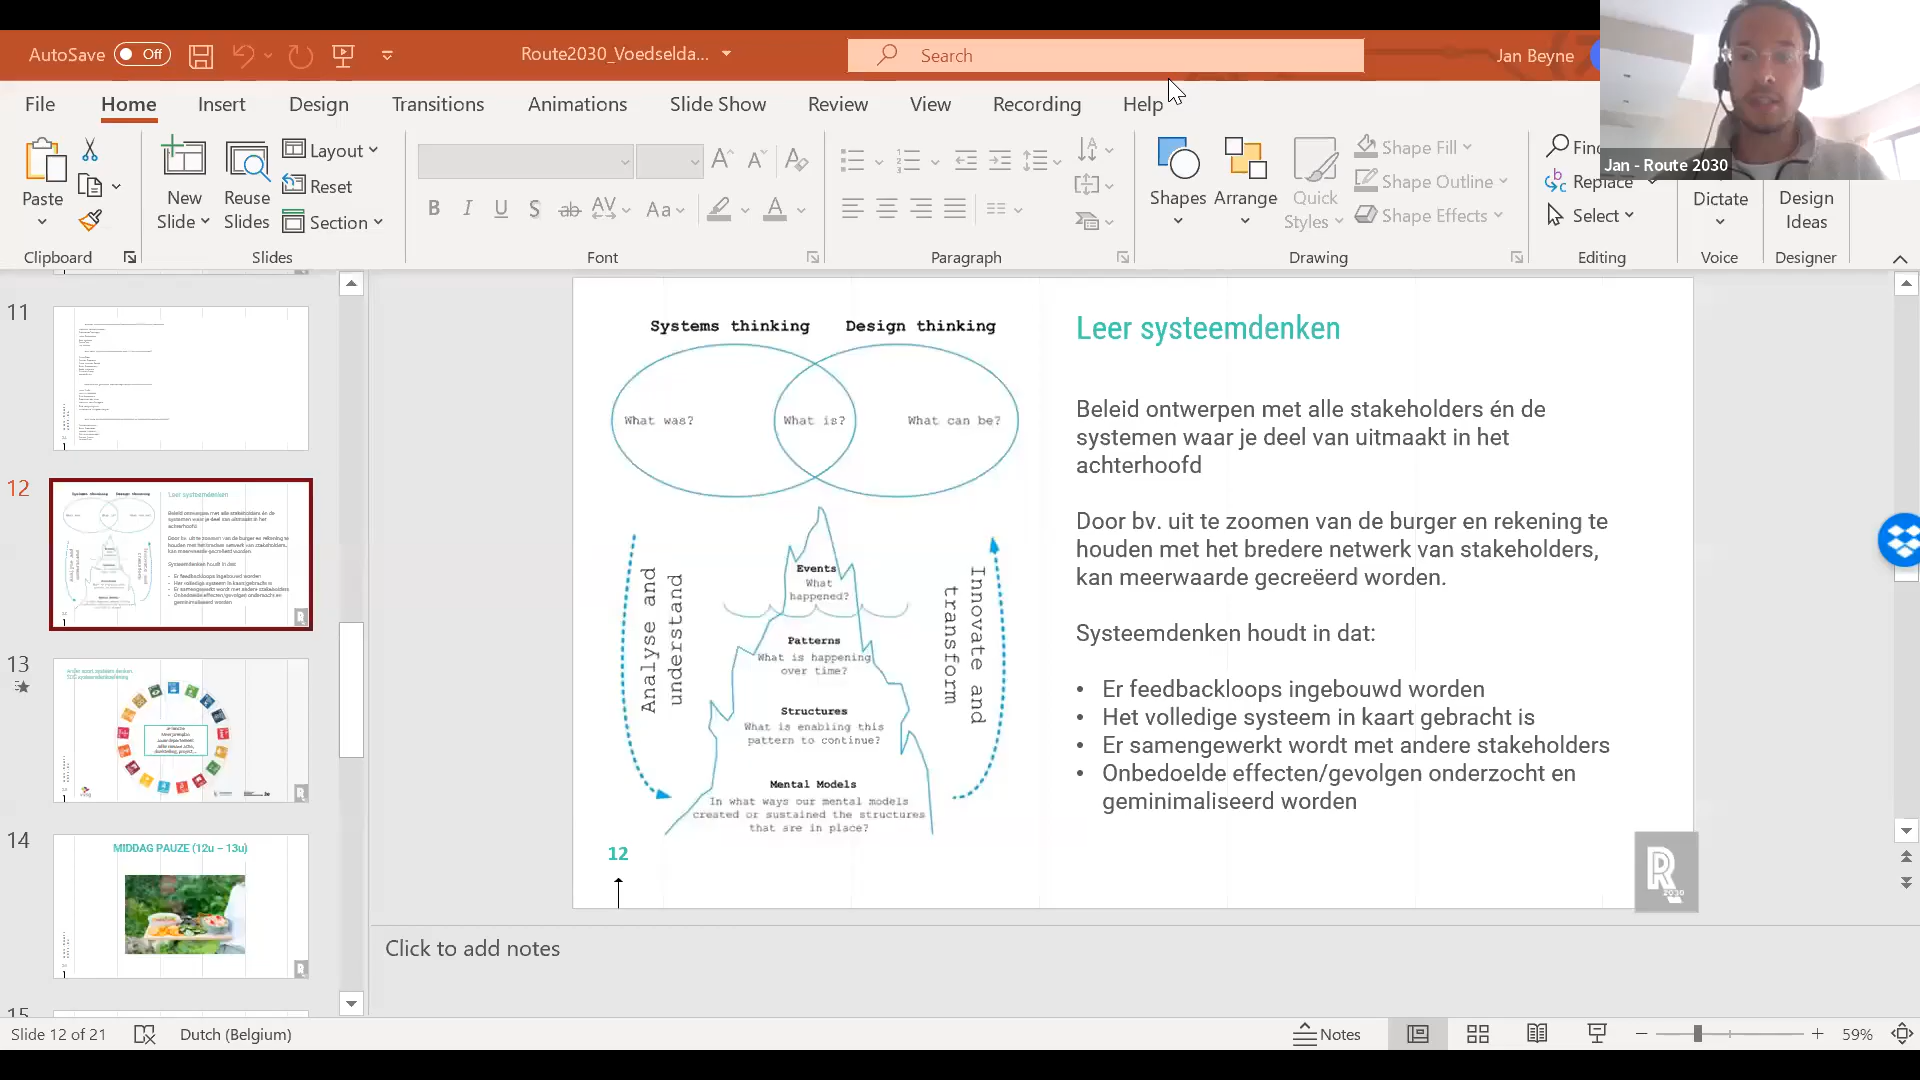 AutoSave Off
Route2030_Voedselda...
Search
Jan Beyne
File Home Insert Design Transitions Animations Slide Show Review View Recording Help
Jan - Route 2030
Paste
New Slide
Reuse Slides
Layout
Reset
Section
B I U S ab AV Aa A
Shapes
Arrange
Quick Styles
Shape Fill
Shape Outline
Shape Effects
Replace
Select
Dictate
Design Ideas
Clipboard
Slides
Font
Paragraph
Drawing
Editing
Voice
Designer
11
12
Systems thinking Design thinking
Leer systeemdenken
13
14
MIDDAG PAUZE (12u – 13u)
Systems thinking
Design thinking
What was?
What is?
What can be?
Analyse and
understand
Events
What
happened?
Patterns
What is happening
over time?
Structures
What is enabling this
pattern to continue?
Mental Models
In what ways our mental models
created or sustained the structures
that are in place?
Innovate and
transform
12
Leer systeemdenken
Beleid ontwerpen met alle stakeholders én de
systemen waar je deel van uitmaakt in het
achterhoofd
Door bv. uit te zoomen van de burger en rekening te
houden met het bredere netwerk van stakeholders,
kan meerwaarde gecreëerd worden.
Systeemdenken houdt in dat:
• Er feedbackloops ingebouwd worden
• Het volledige systeem in kaart gebracht is
• Er samengewerkt wordt met andere stakeholders
• Onbedoelde effecten/gevolgen onderzocht en
geminimaliseerd worden
R
2030
Click to add notes
Slide 12 of 21
Dutch (Belgium)
Notes
59%